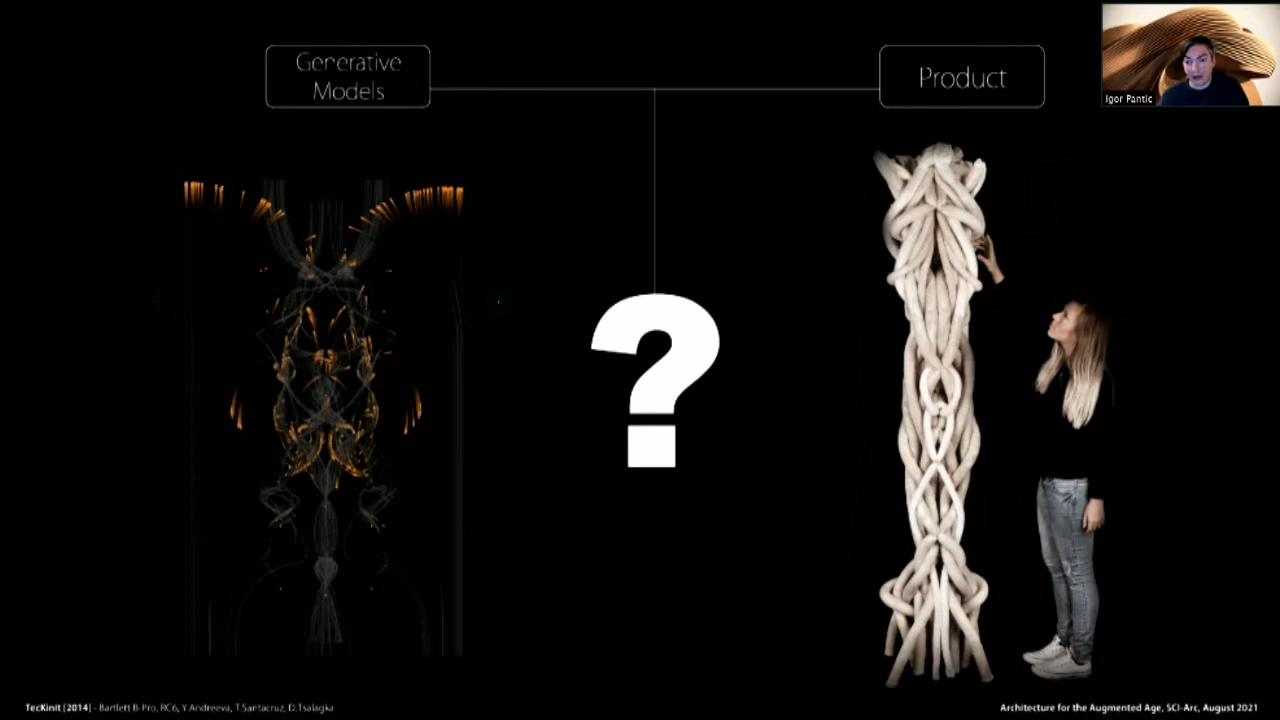 Generative
Models
Product
Igor Pantic
?
TecKinit [2014] - Bartlett B-Pro, RC6, Y.Andreeva, T.Santacruz, D.Tsalagka
Architecture for the Augmented Age, SCI-Arc, August 2021